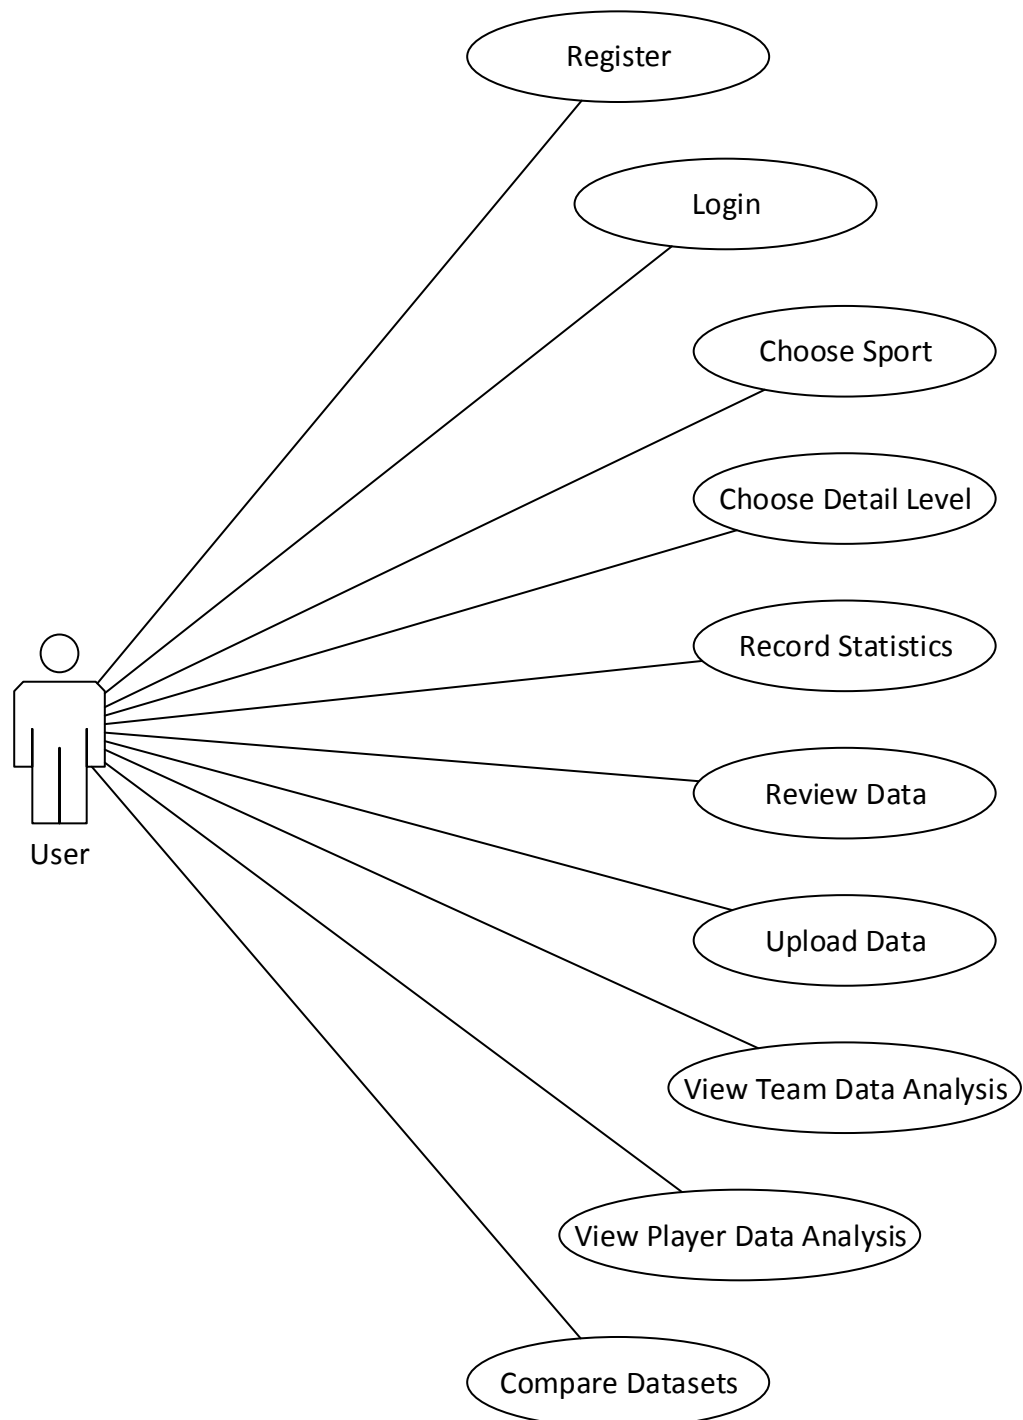 Register
Login
Choose Sport
Choose Detail Level
Record Statistics
Review Data
User
Upload Data
View Team Data Analysis
View Player Data Analysis
Compare Datasets